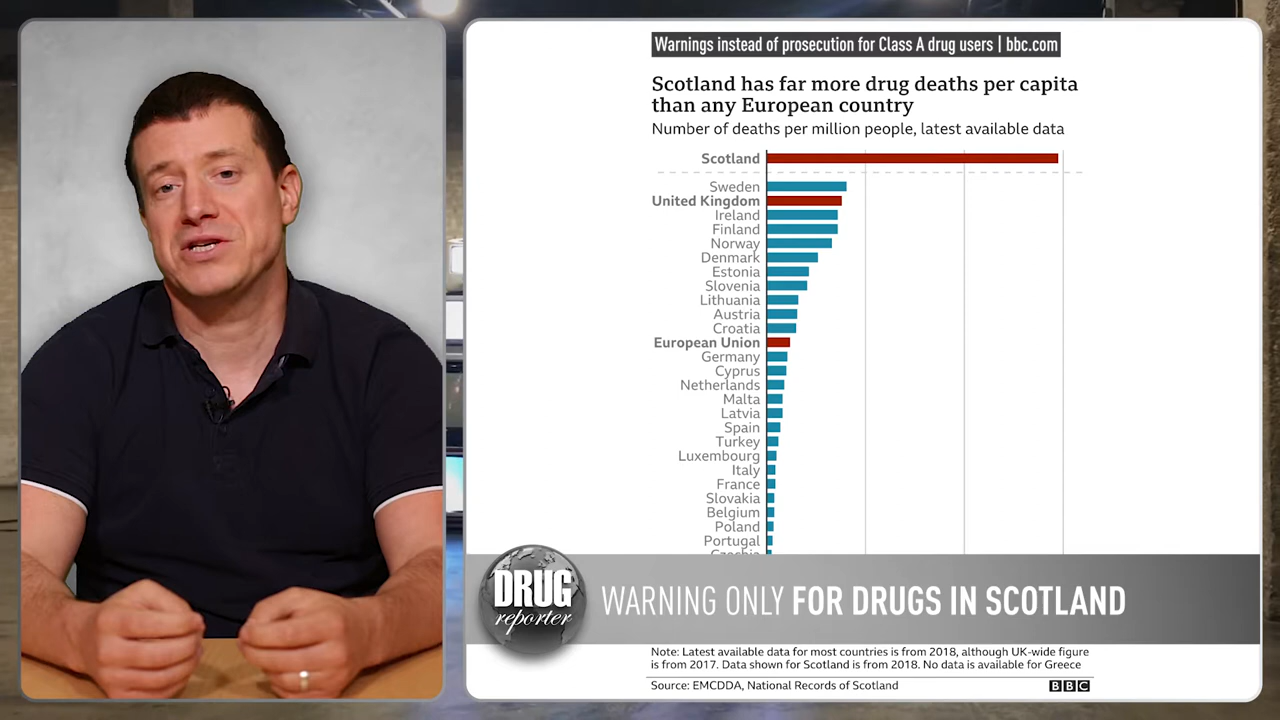 Warnings instead of prosecution for Class A drug users | bbc.com
Scotland has far more drug deaths per capita
than any European country
Number of deaths per million people, latest available data
Scotland
Sweden
United Kingdom
Ireland
Finland
Norway
Denmark
Estonia
Slovenia
Lithuania
Austria
Croatia
European Union
Germany
Cyprus
Netherlands
Malta
Latvia
Spain
Turkey
Luxembourg
Italy
France
Slovakia
Belgium
Poland
Portugal
Czechia
DRUG
reporter
WARNING ONLY FOR DRUGS IN SCOTLAND
Note: Latest available data for most countries is from 2018, although UK-wide figure
is from 2017. Data shown for Scotland is from 2018. No data is available for Greece
Source: EMCDDA, National Records of Scotland
BBC